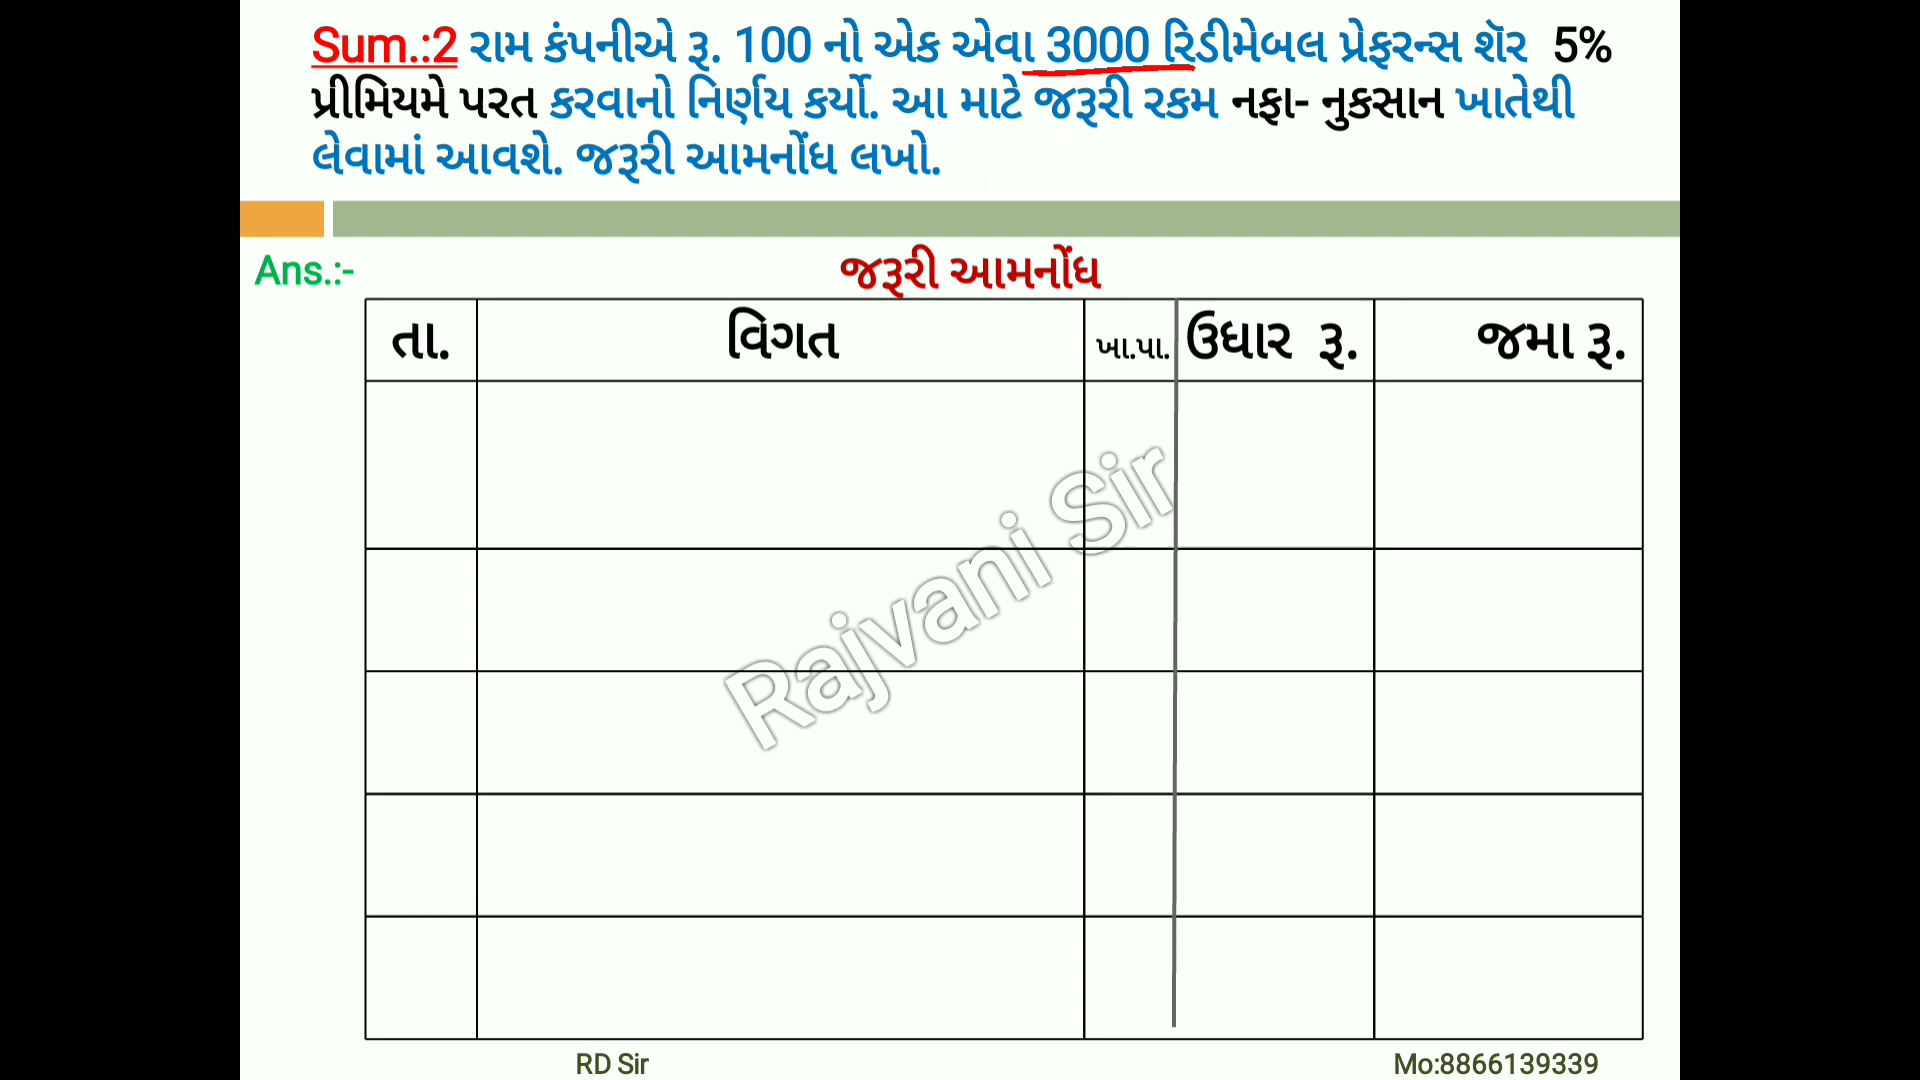 Sum.:2 રામ કંપનીએ રૂ. 100 નો એક એવા 3000 રિડીમેબલ પ્રેફરન્સ શૅર 5%
પ્રીમિયમે પરત કરવાનો નિર્ણય કર્યો. આ માટે જરૂરી રકમ નફા- નુકસાન ખાતેથી
લેવામાં આવશે. જરૂરી આમનોંધ લખો.
Ans.:- જરૂરી આમનોંધ
તા. વિગત ખા.પા. ઉધાર રૂ. જમા રૂ.
Rajvani Sir
RD Sir Mo:8866139339